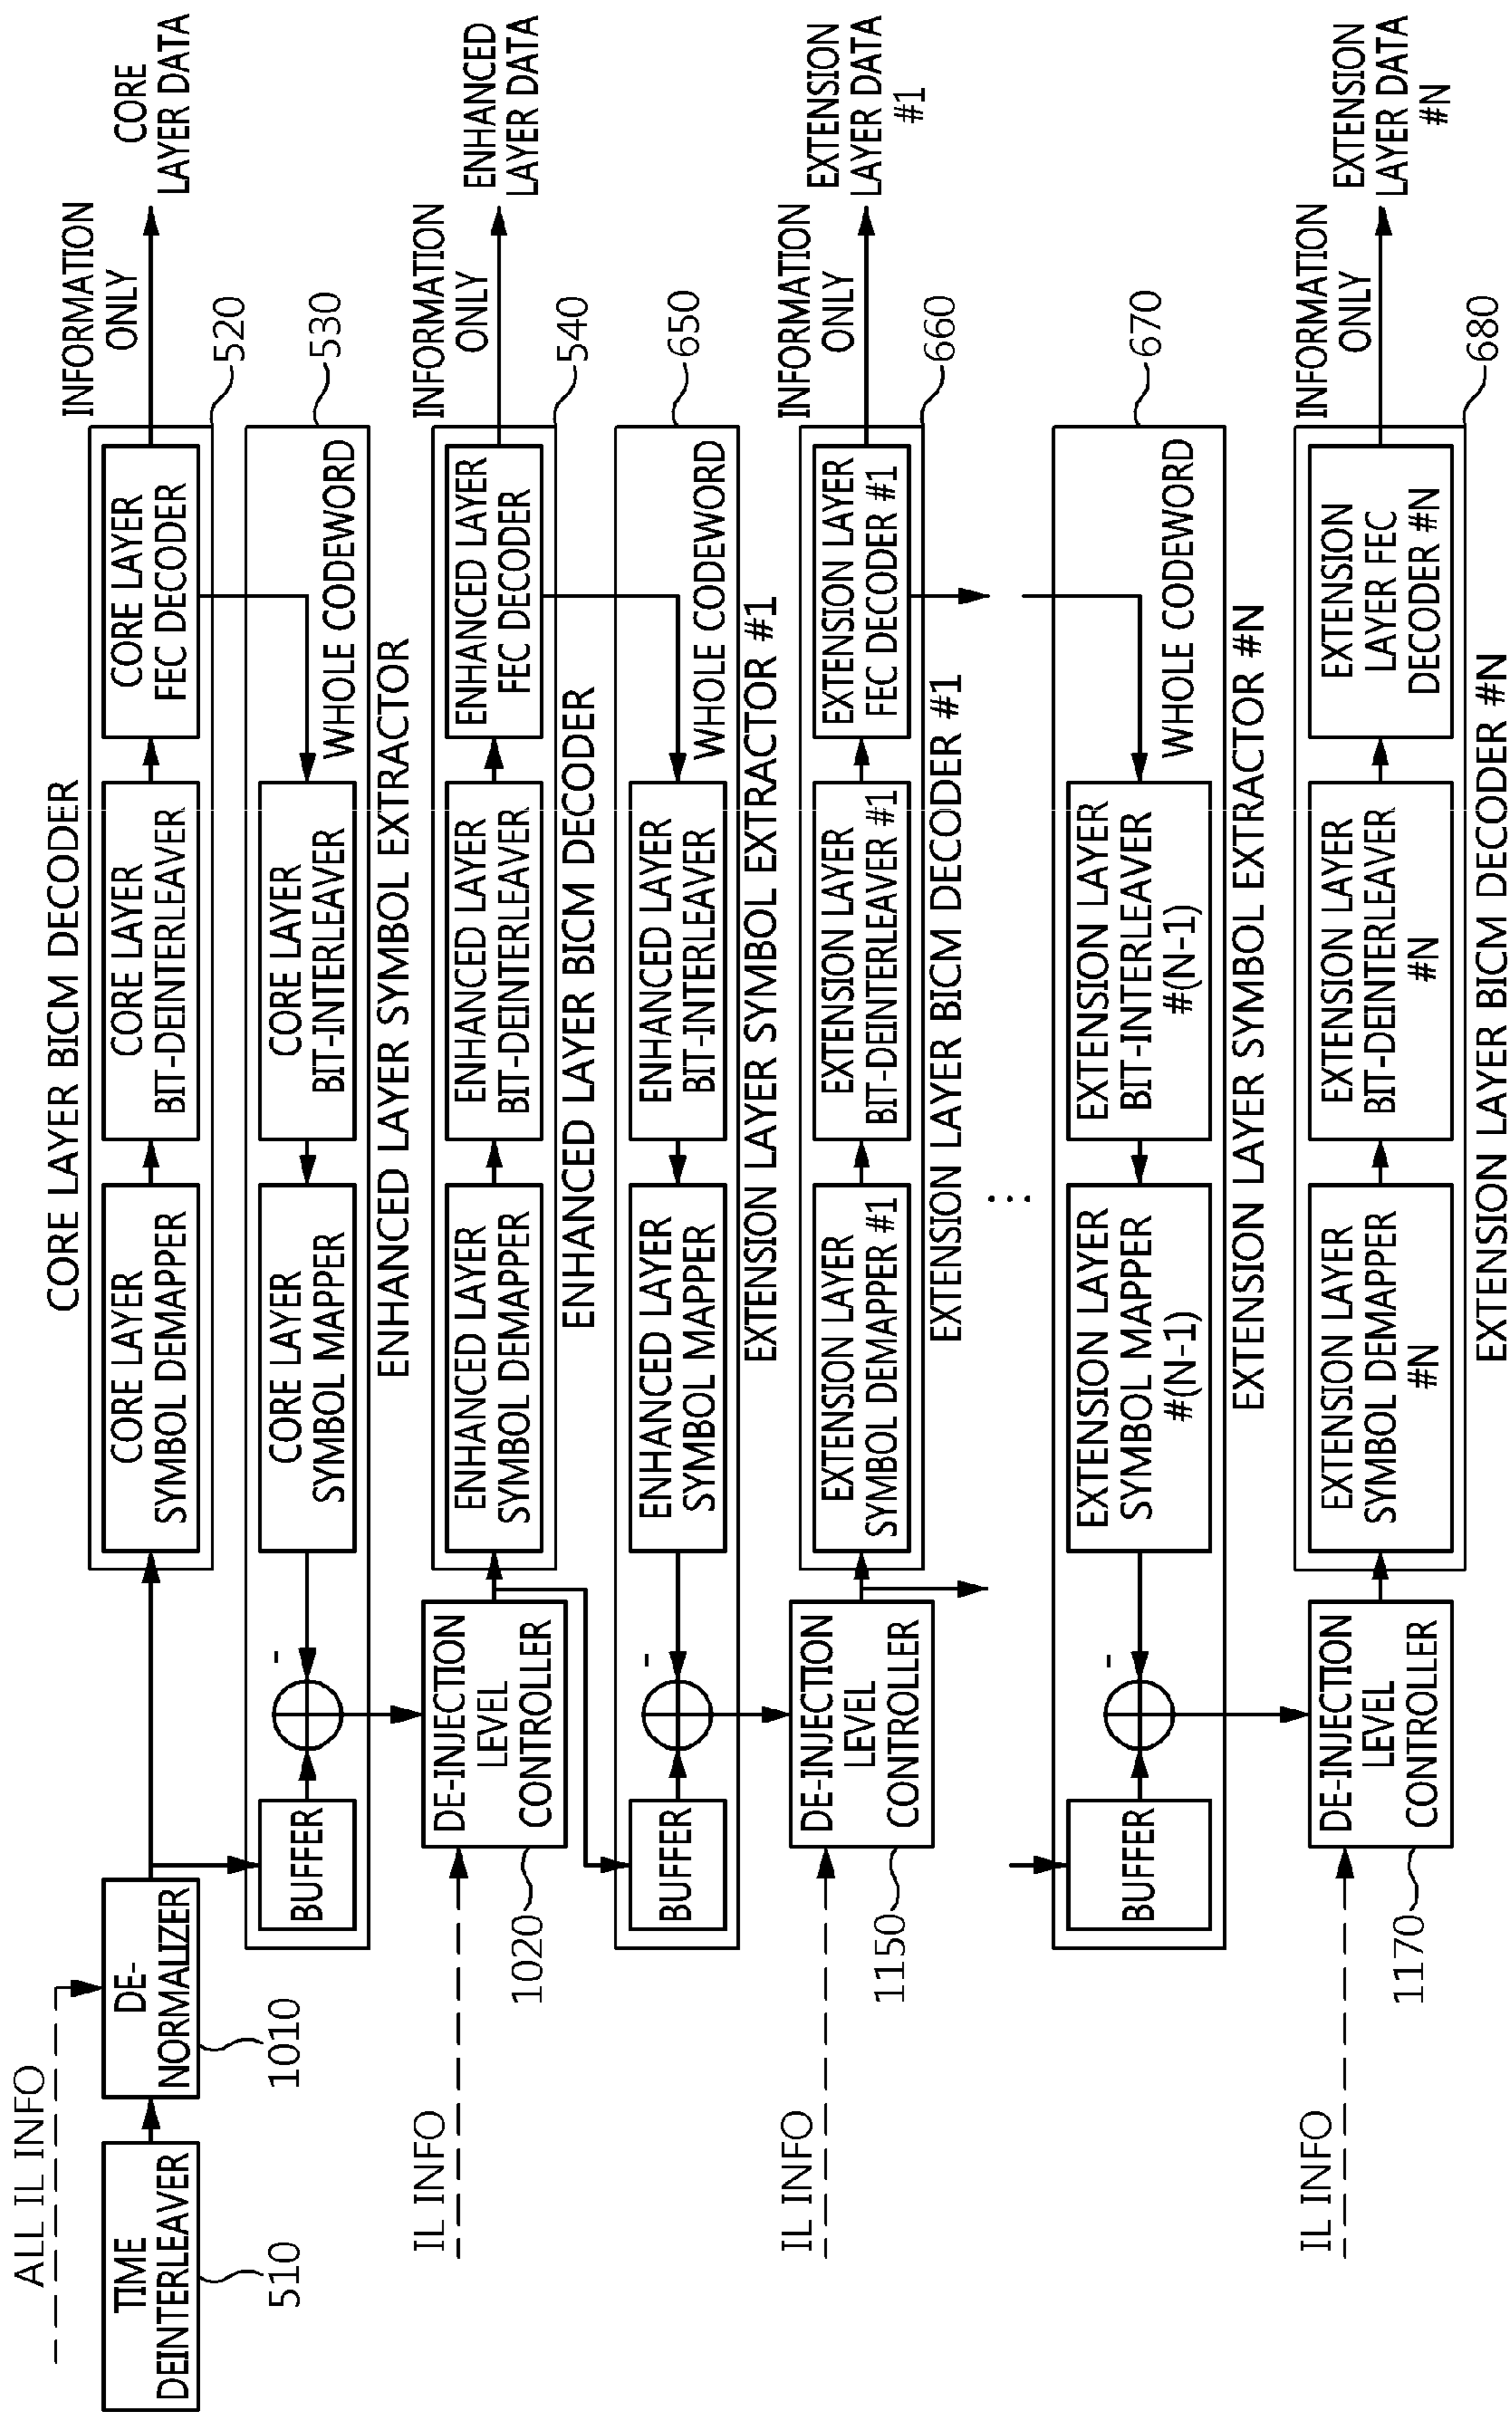 ALL IL INFO
TIME
DEINTERLEAVER
510
DE-
NORMALIZER
1010
CORE LAYER BICM DECODER
CORE LAYER
SYMBOL DEMAPPER
CORE LAYER
BIT-DEINTERLEAVER
CORE LAYER
FEC DECODER
INFORMATION
ONLY
CORE
LAYER DATA
520
BUFFER
-
CORE LAYER
SYMBOL MAPPER
CORE LAYER
BIT-INTERLEAVER
WHOLE CODEWORD
530
ENHANCED LAYER SYMBOL EXTRACTOR
IL INFO
DE-INJECTION
LEVEL
CONTROLLER
1020
ENHANCED LAYER
SYMBOL DEMAPPER
ENHANCED LAYER
BIT-DEINTERLEAVER
ENHANCED LAYER
FEC DECODER
INFORMATION
ONLY
ENHANCED
LAYER DATA
540
ENHANCED LAYER BICM DECODER
BUFFER
-
ENHANCED LAYER
SYMBOL MAPPER
ENHANCED LAYER
BIT-INTERLEAVER
WHOLE CODEWORD
650
EXTENSION LAYER SYMBOL EXTRACTOR #1
IL INFO
DE-INJECTION
LEVEL
CONTROLLER
1150
EXTENSION LAYER
SYMBOL DEMAPPER #1
EXTENSION LAYER
BIT-DEINTERLEAVER #1
EXTENSION LAYER
FEC DECODER #1
INFORMATION
ONLY
EXTENSION
LAYER DATA
#1
660
EXTENSION LAYER BICM DECODER #1
...
BUFFER
-
EXTENSION LAYER
SYMBOL MAPPER
#(N-1)
EXTENSION LAYER
BIT-INTERLEAVER
#(N-1)
WHOLE CODEWORD
670
EXTENSION LAYER SYMBOL EXTRACTOR #N
IL INFO
DE-INJECTION
LEVEL
CONTROLLER
1170
EXTENSION LAYER
SYMBOL DEMAPPER
#N
EXTENSION LAYER
BIT-DEINTERLEAVER
#N
EXTENSION
LAYER FEC
DECODER #N
INFORMATION
ONLY
EXTENSION
LAYER DATA
#N
680
EXTENSION LAYER BICM DECODER #N